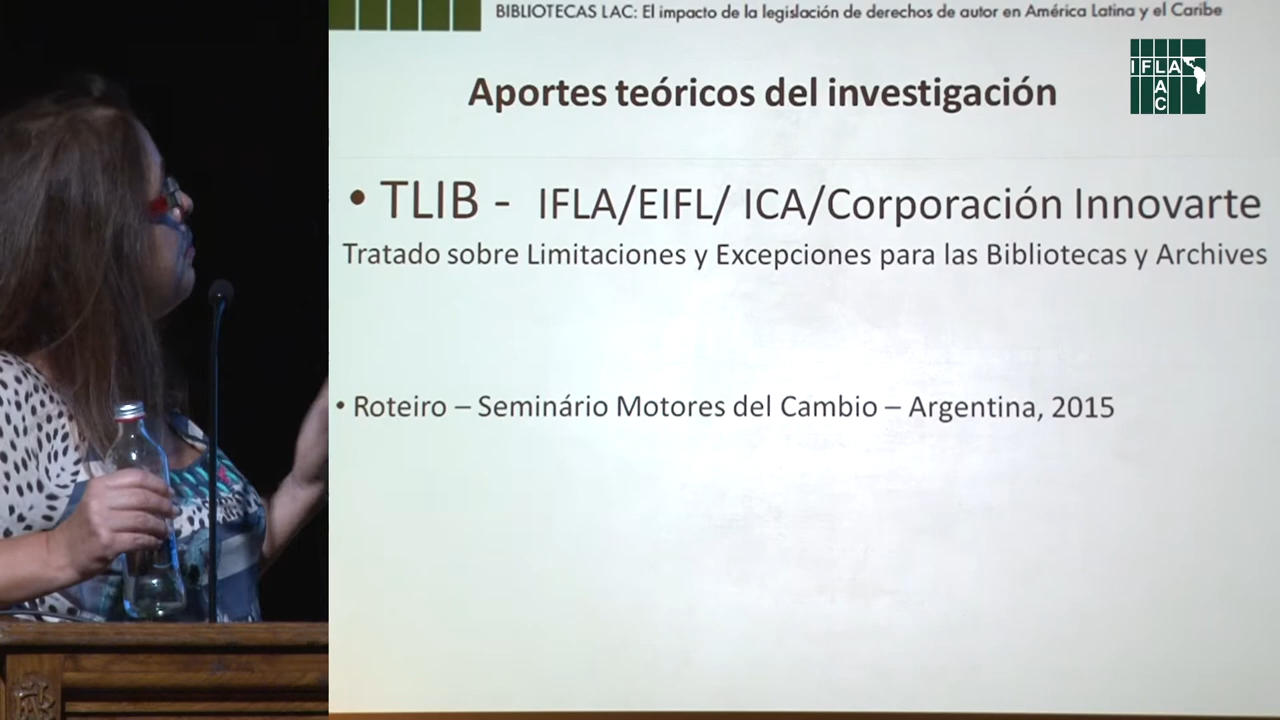 BIBLIOTECAS LAC: El impacto de la legislación de derechos de autor en América Latina y el Caribe
IFLA
LAC
Aportes teóricos del investigación
• TLIB - IFLA/EIFL/ ICA/Corporación Innovarte
Tratado sobre Limitaciones y Excepciones para las Bibliotecas y Archives
• Roteiro – Seminário Motores del Cambio – Argentina, 2015